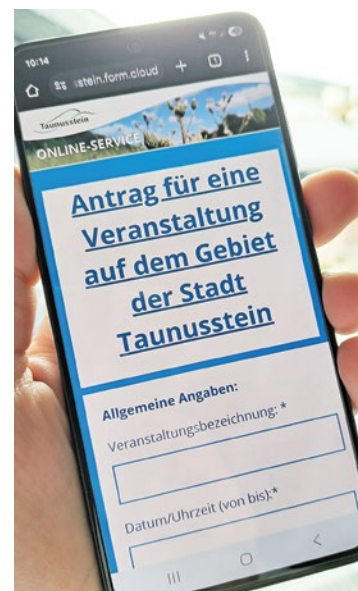 10:14
stein.form.cloud
1
Taunusstein
ONLINE-SERVICE
Antrag für eine
Veranstaltung
auf dem Gebiet
der Stadt
Taunusstein
Allgemeine Angaben:
Veranstaltungsbezeichnung: *
Datum/Uhrzeit (von bis):*